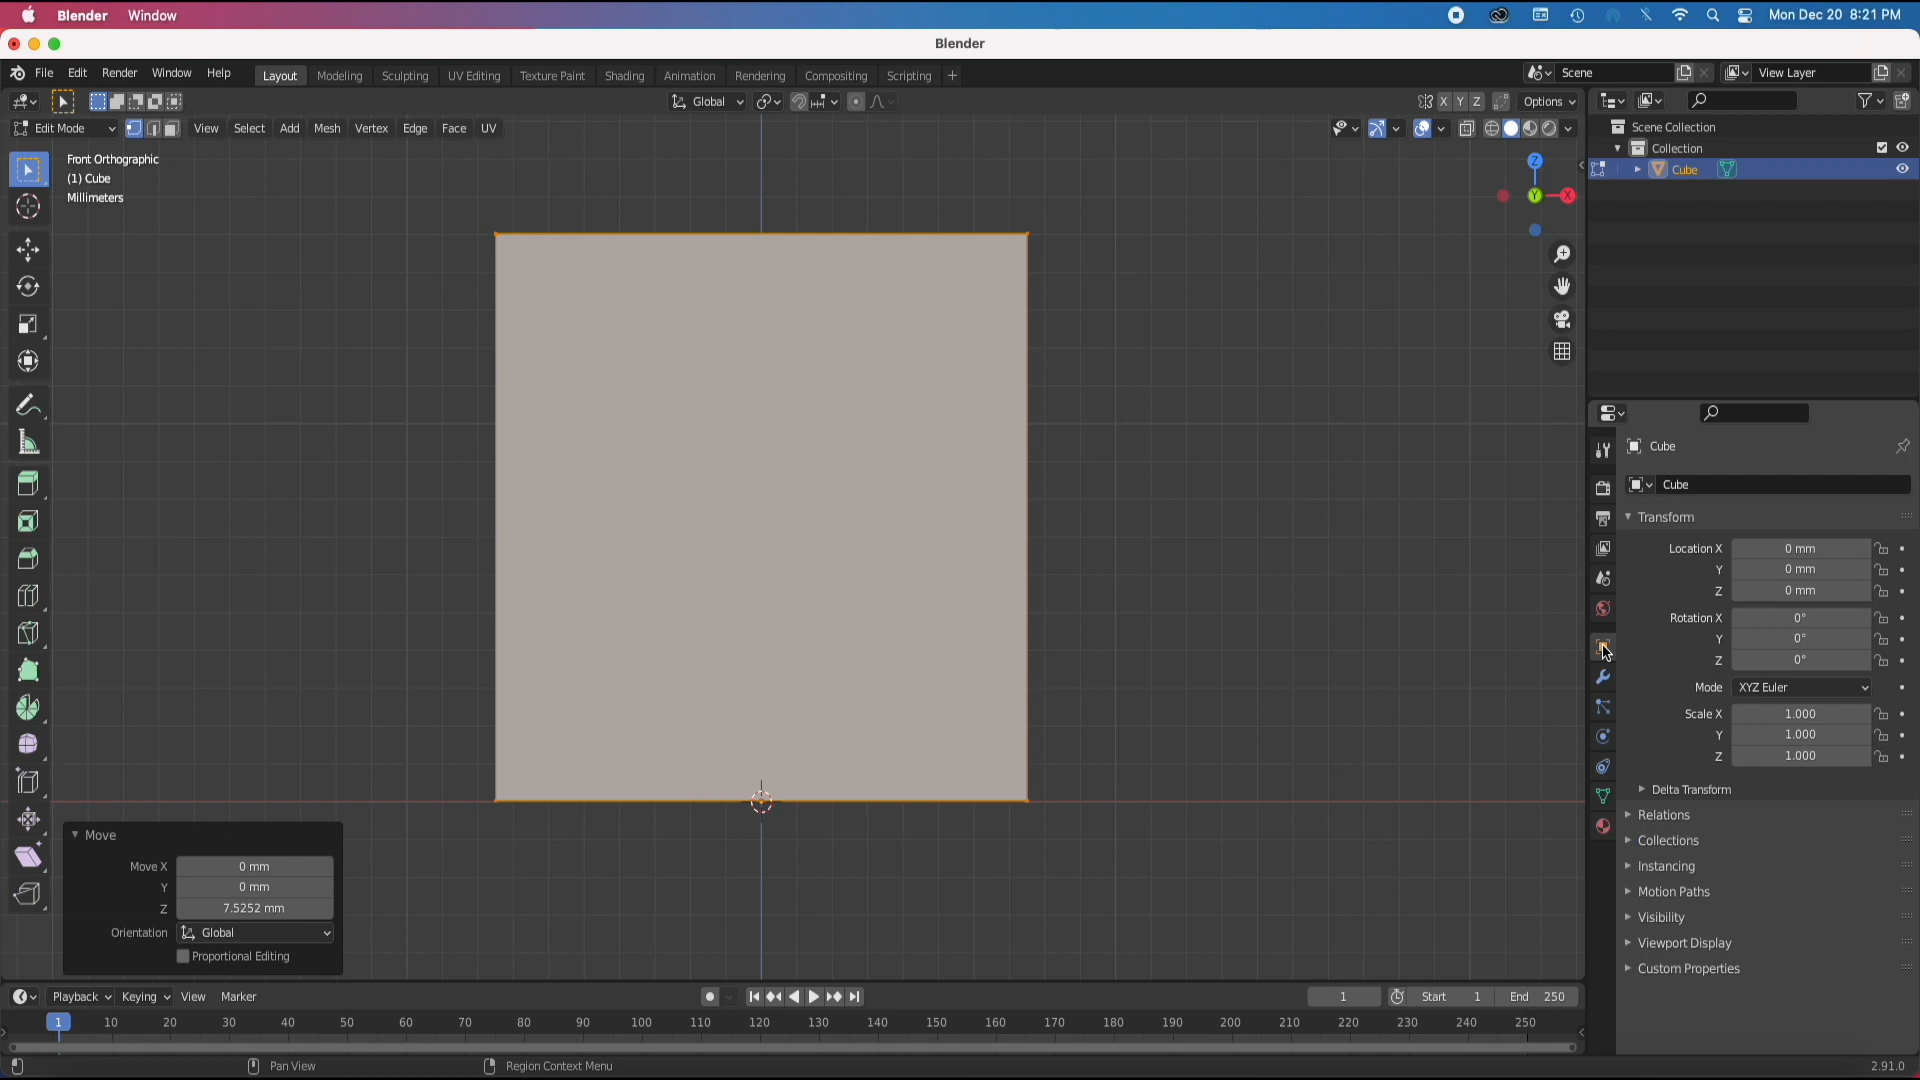 Blender Window Mon Dec 20 8:21 PM
Blender
File Edit Render Window Help Layout Modeling Sculpting UV Editing Texture Paint Shading Animation Rendering Compositing Scripting + Scene View Layer
Global X Y Z Options
Edit Mode View Select Add Mesh Vertex Edge Face UV
Front Orthographic
(1) Cube
Millimeters
Z
Y X
Scene Collection
Collection
Cube
Cube
Cube
Transform
Location X 0 mm
Y 0 mm
Z 0 mm
Rotation X 0°
Y 0°
Z 0°
Mode XYZ Euler
Scale X 1.000
Y 1.000
Z 1.000
Delta Transform
Relations
Collections
Instancing
Motion Paths
Visibility
Viewport Display
Custom Properties
Move
Move X 0 mm
Y 0 mm
Z 7.5252 mm
Orientation Global
Proportional Editing
Playback Keying View Marker 1 Start 1 End 250
1 10 20 30 40 50 60 70 80 90 100 110 120 130 140 150 160 170 180 190 200 210 220 230 240 250
Pan View Region Context Menu 2.91.0